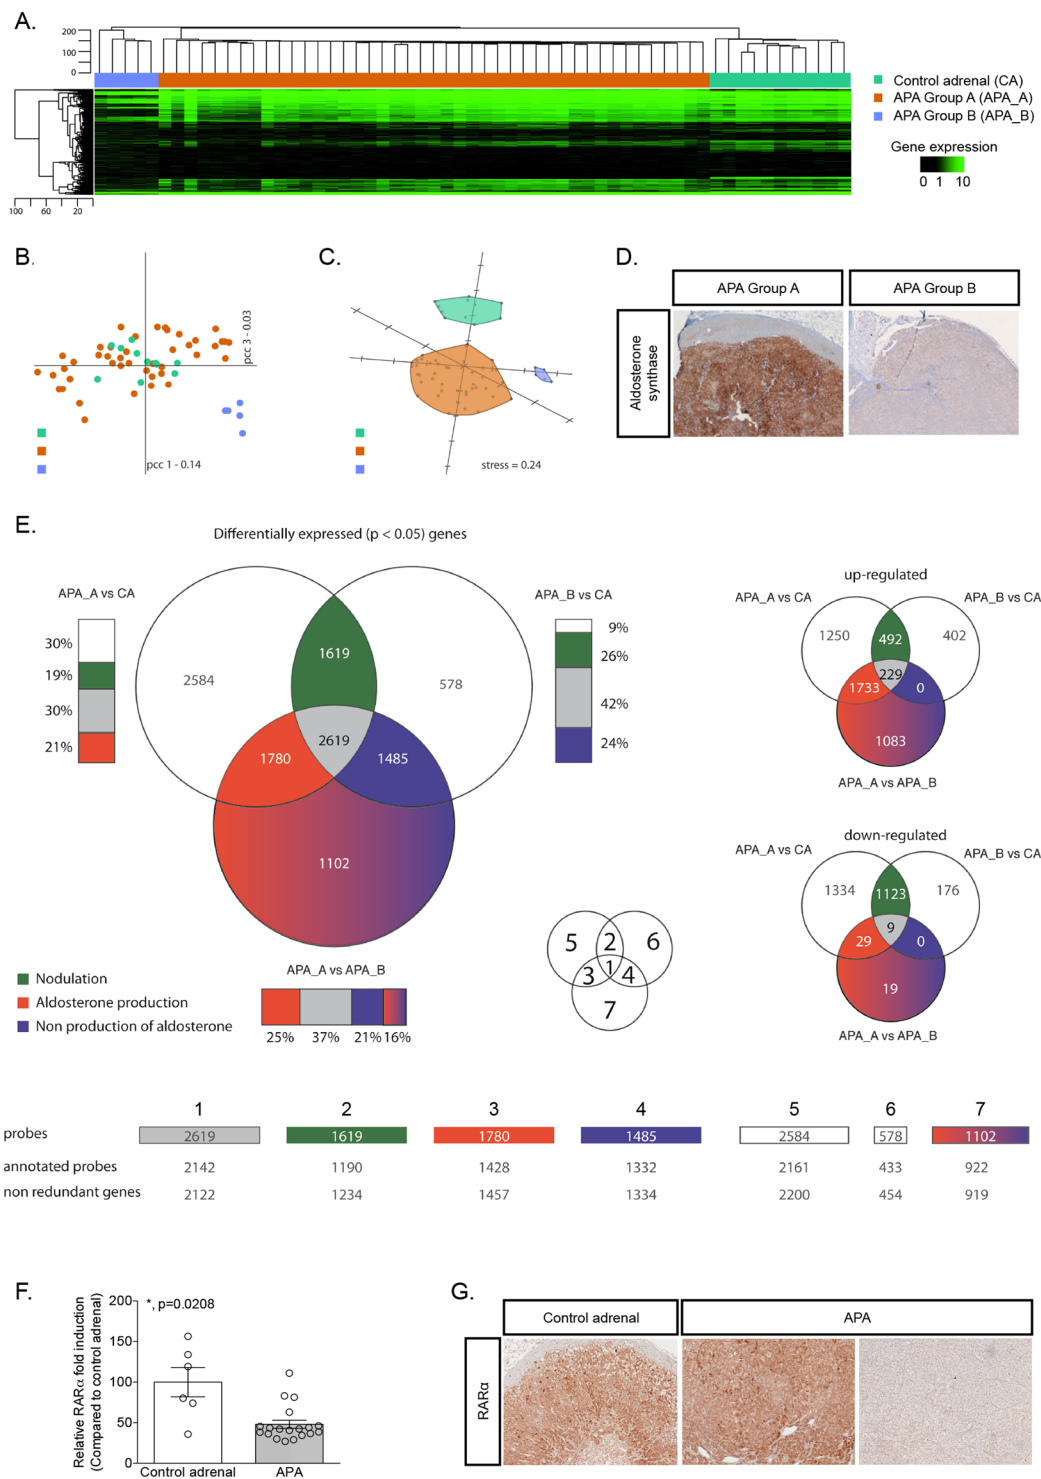 A.
200
100
0
Control adrenal (CA)
APA Group A (APA_A)
APA Group B (APA_B)
Gene expression
0 1 10
100 60 20
B.
pcc 3 - 0.03
pcc 1 - 0.14
C.
stress = 0.24
D.
APA Group A
APA Group B
Aldosterone
synthase
E.
Differentially expressed (p < 0.05) genes
APA_A vs CA
30%
19%
30%
21%
2584
1619
578
2619
1780
1485
1102
APA_B vs CA
9%
26%
42%
24%
APA_A vs APA_B
25% 37% 21% 16%
Nodulation
Aldosterone production
Non production of aldosterone
5 2 6
3 1 4
7
up-regulated
APA_A vs CA
APA_B vs CA
1250
492
402
229
1733
0
1083
APA_A vs APA_B
down-regulated
APA_A vs CA
APA_B vs CA
1334
1123
176
9
29
0
19
APA_A vs APA_B
1 2 3 4 5 6 7
probes 2619 1619 1780 1485 2584 578 1102
annotated probes 2142 1190 1428 1332 2161 433 922
non redundant genes 2122 1234 1457 1334 2200 454 919
F.
Relative RARα fold induction
(Compared to control adrenal)
200
150
100
50
0
*, p=0.0208
Control adrenal
APA
G.
Control adrenal
APA
RARα